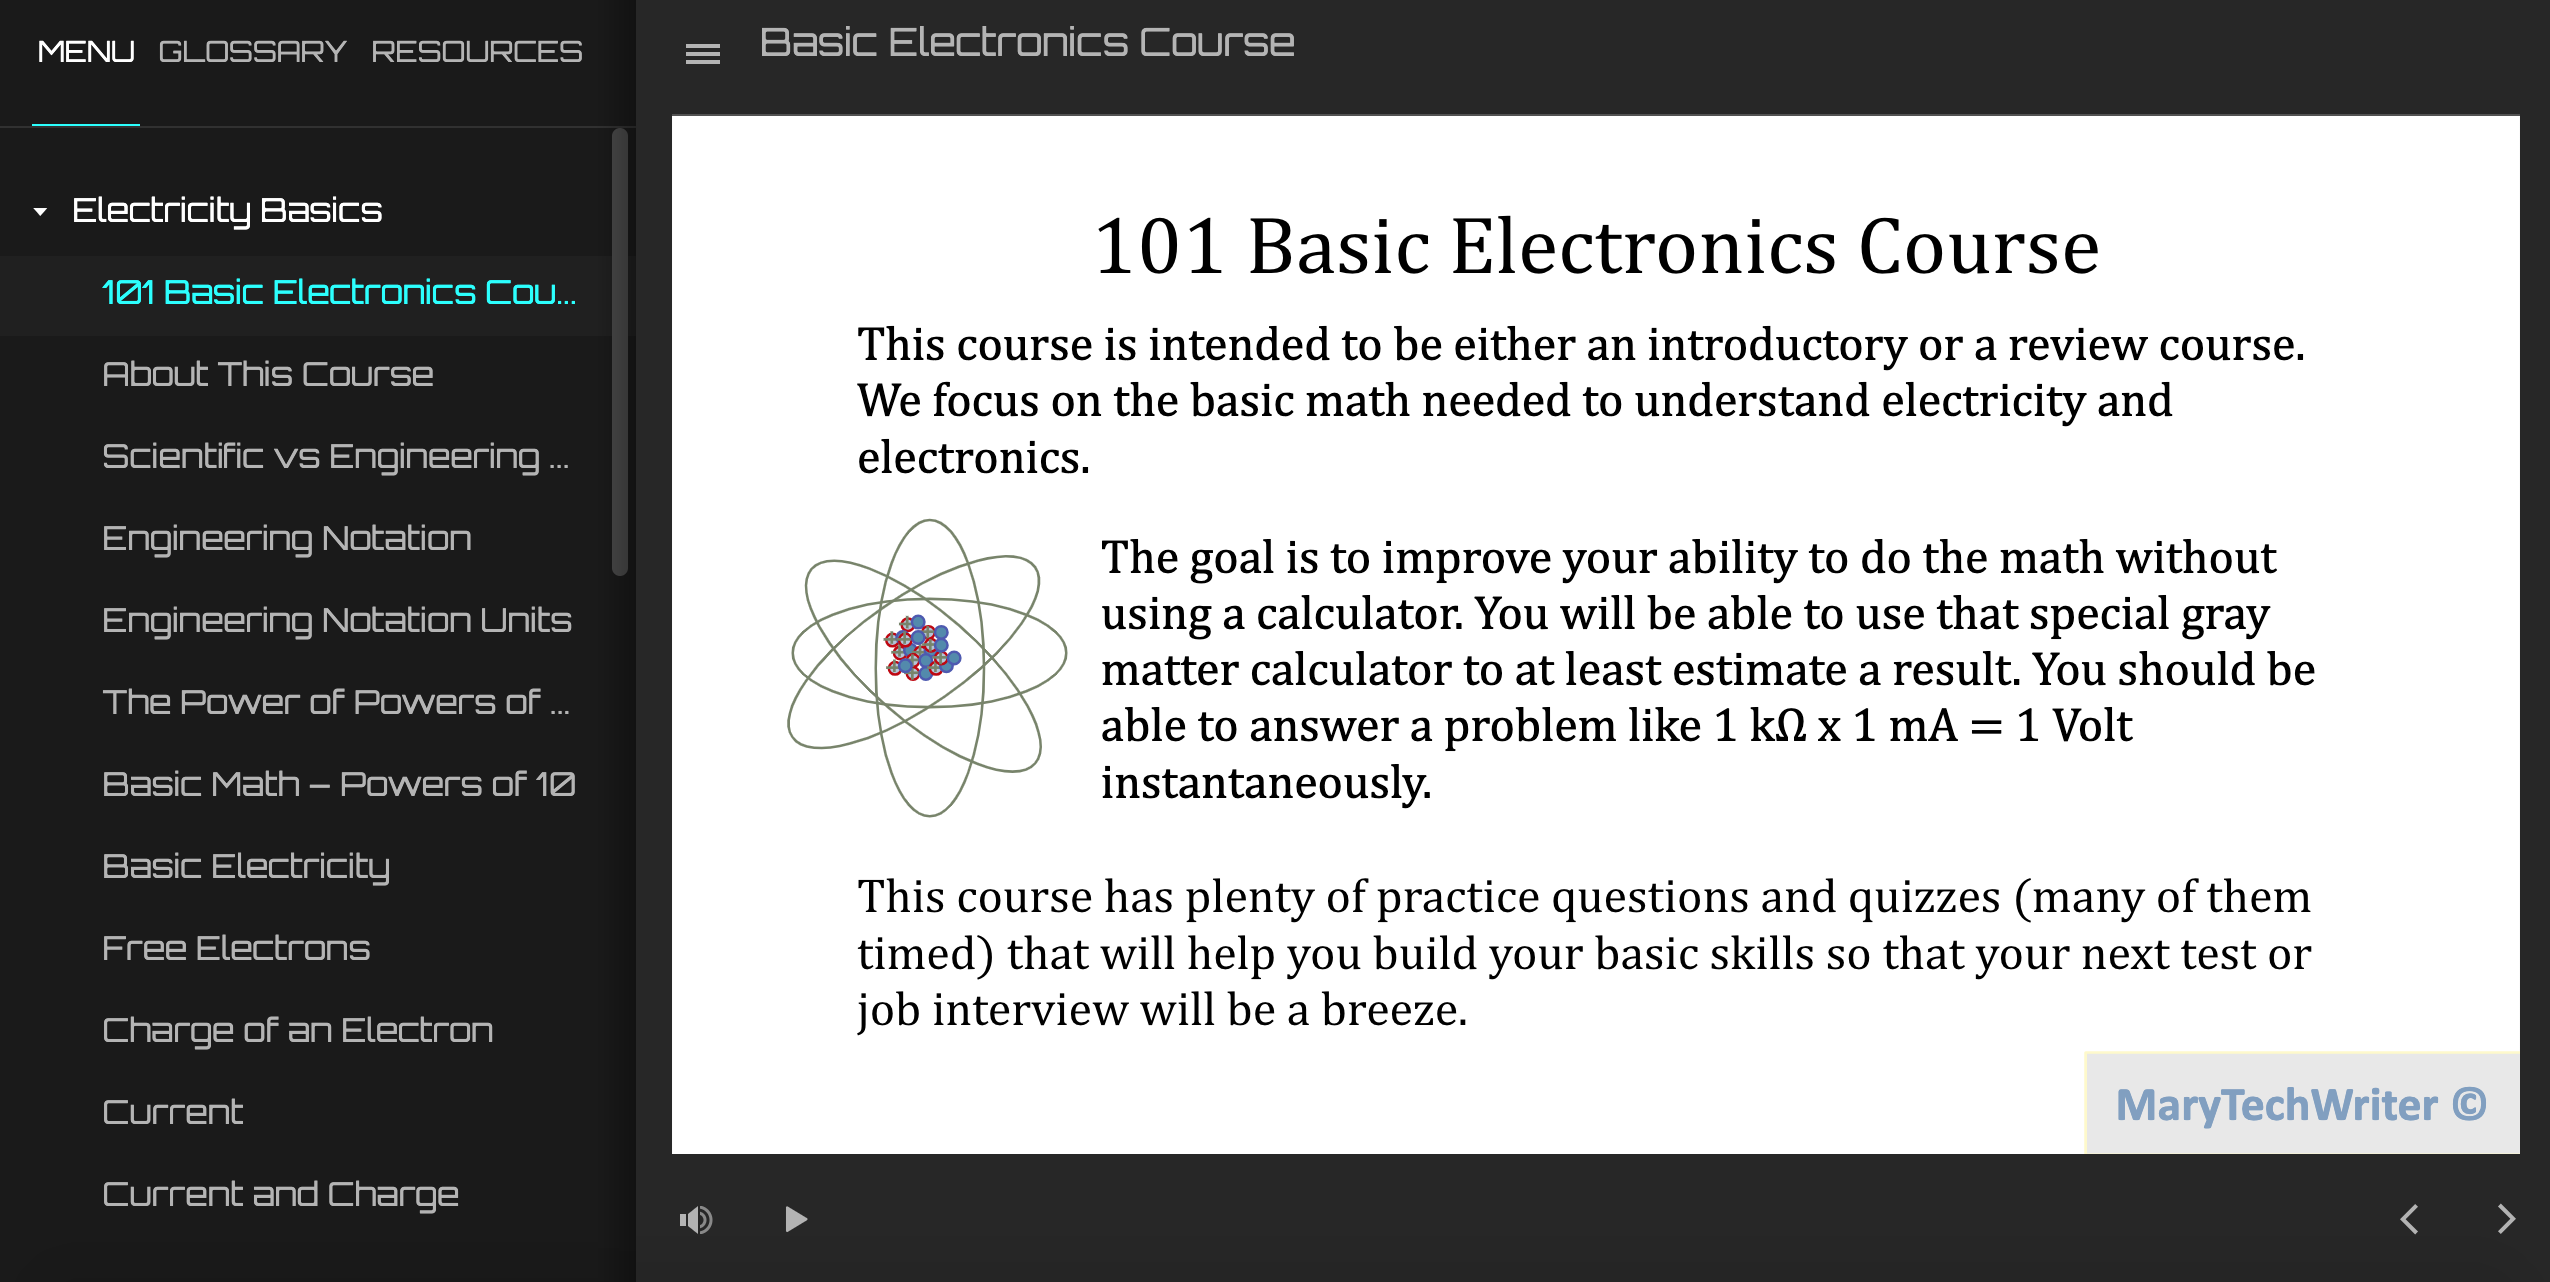 MENU GLOSSARY RESOURCES
Electricity Basics
101 Basic Electronics Cou...
About This Course
Scientific vs Engineering ...
Engineering Notation
Engineering Notation Units
The Power of Powers of ...
Basic Math – Powers of 10
Basic Electricity
Free Electrons
Charge of an Electron
Current
Current and Charge
Basic Electronics Course
101 Basic Electronics Course
This course is intended to be either an introductory or a review course.
We focus on the basic math needed to understand electricity and
electronics.
The goal is to improve your ability to do the math without
using a calculator. You will be able to use that special gray
matter calculator to at least estimate a result. You should be
able to answer a problem like 1 kΩ x 1 mA = 1 Volt
instantaneously.
This course has plenty of practice questions and quizzes (many of them
timed) that will help you build your basic skills so that your next test or
job interview will be a breeze.
MaryTechWriter ©